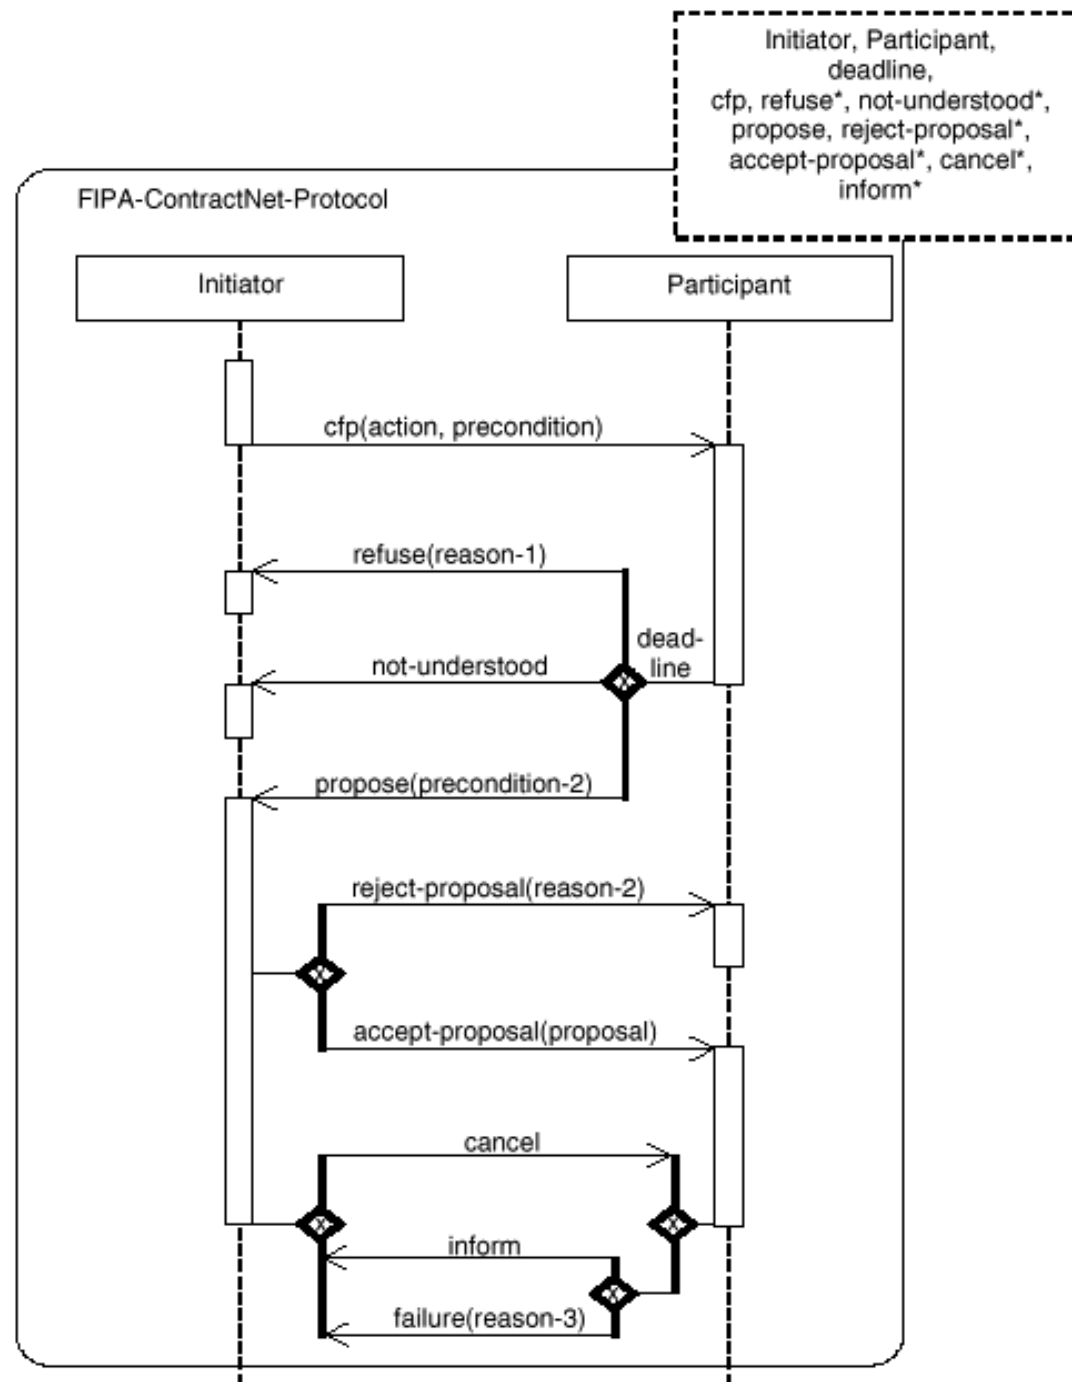 Initiator, Participant,
deadline,
cfp, refuse*, not-understood*,
propose, reject-proposal*,
accept-proposal*, cancel*,
inform*
FIPA-ContractNet-Protocol
Initiator
Participant
cfp(action, precondition)
refuse(reason-1)
dead-
line
not-understood
propose(precondition-2)
reject-proposal(reason-2)
x
accept-proposal(proposal)
cancel
x
x
inform
x
failure(reason-3)